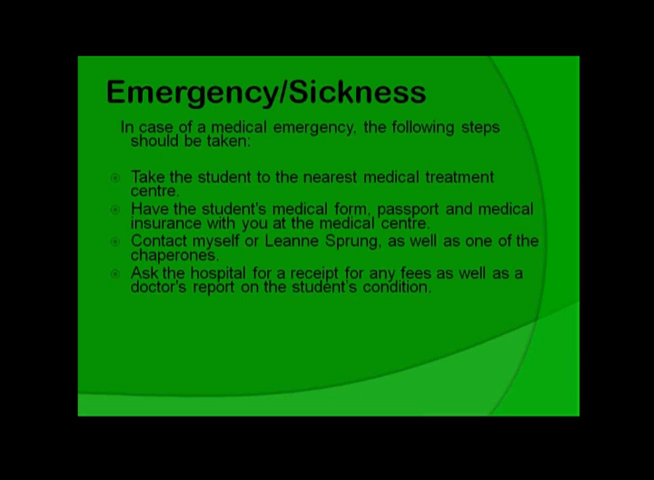 Emergency/Sickness
In case of a medical emergency, the following steps
should be taken:
Take the student to the nearest medical treatment
centre.
Have the student's medical form, passport and medical
insurance with you at the medical centre.
Contact myself or Leanne Sprung, as well as one of the
chaperones.
Ask the hospital for a receipt for any fees as well as a
doctor's report on the student's condition.